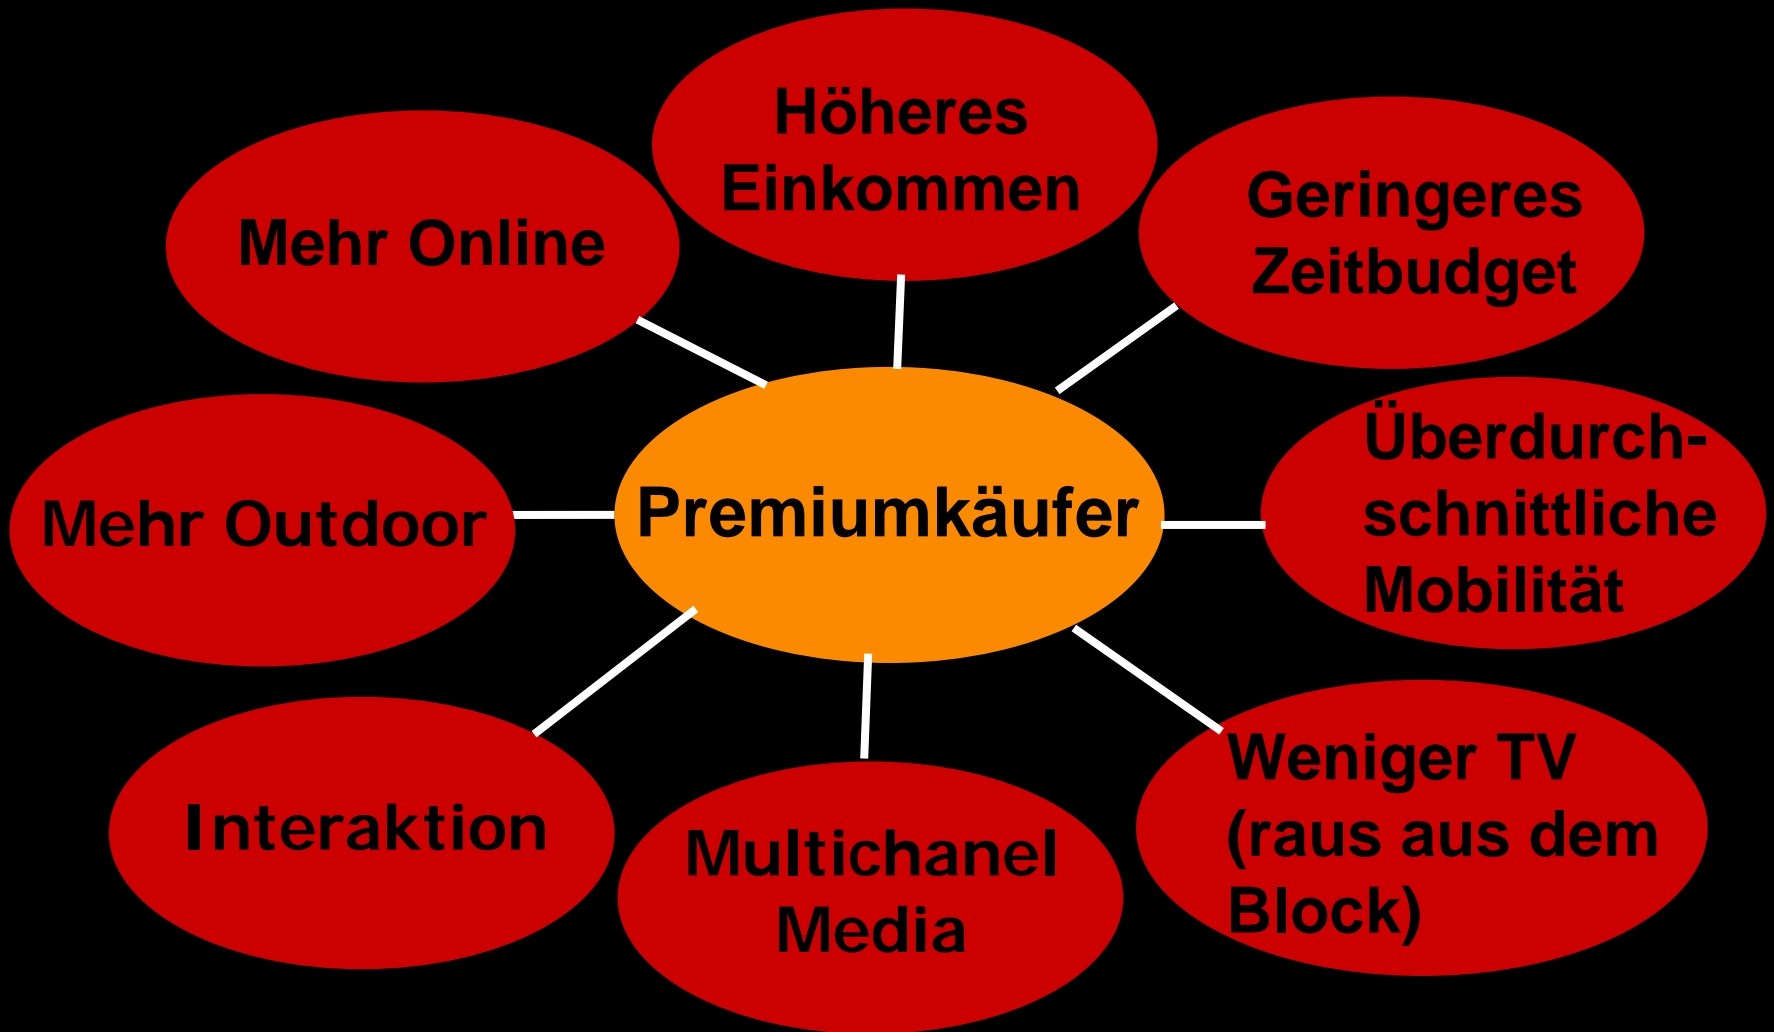 Höheres
Einkommen
Geringeres
Zeitbudget
Mehr Online
Überdurch-
schnittliche
Mobilität
Premiumkäufer
Mehr Outdoor
Weniger TV
(raus aus dem
Block)
Interaktion
Multichanel
Media